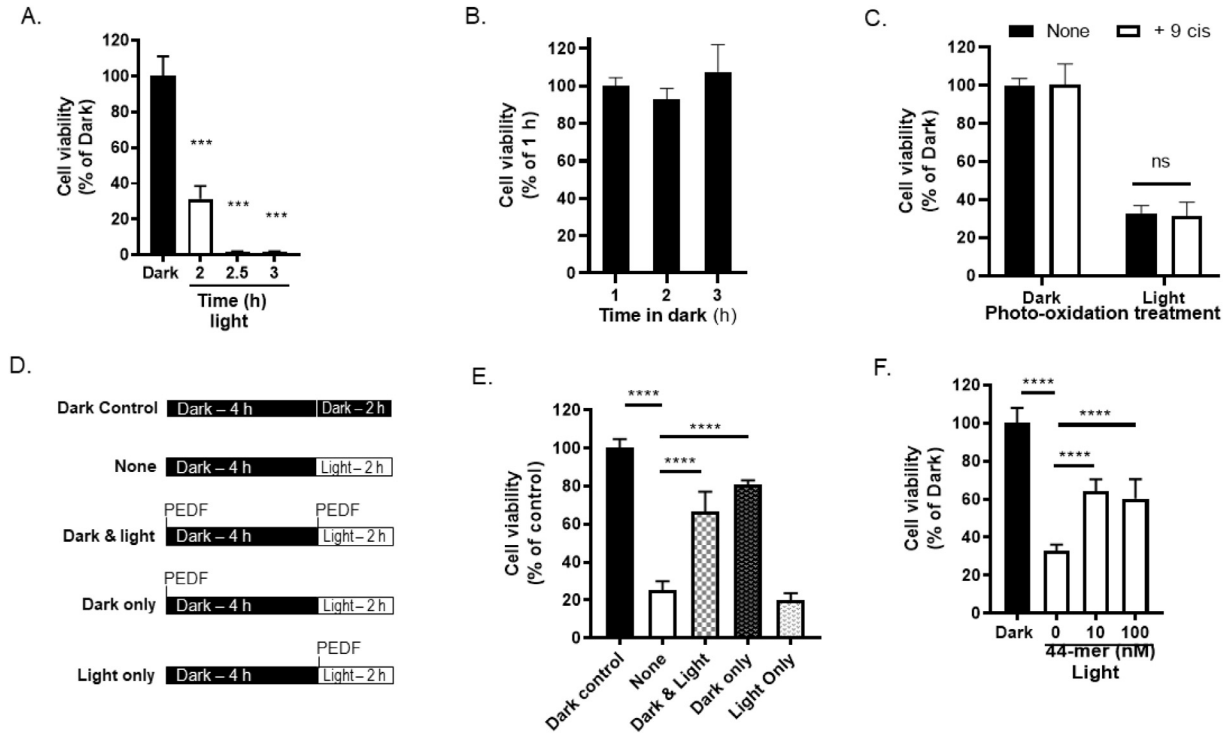 A.
Cell viability
(% of Dark)
120
100
80
60
40
20
0
***
***
***
Dark
2
2.5
3
Time (h)
light
B.
Cell viability
(% of 1 h)
120
100
80
60
40
20
0
1
2
3
Time in dark (h)
C.
None
+ 9 cis
Cell viability
(% of Dark)
120
100
80
60
40
20
0
ns
Dark
Light
Photo-oxidation treatment
D.
Dark Control
Dark – 4 h
Dark – 2 h
None
Dark – 4 h
Light – 2 h
PEDF
PEDF
Dark & light
Dark – 4 h
Light – 2 h
PEDF
Dark only
Dark – 4 h
Light – 2 h
PEDF
Light only
Dark – 4 h
Light – 2 h
E.
Cell viability
(% of control)
120
100
80
60
40
20
0
****
****
****
Dark control
None
Dark & Light
Dark only
Light Only
F.
Cell viability
(% of Dark)
120
100
80
60
40
20
0
****
****
****
Dark
0
10
100
44-mer (nM)
Light